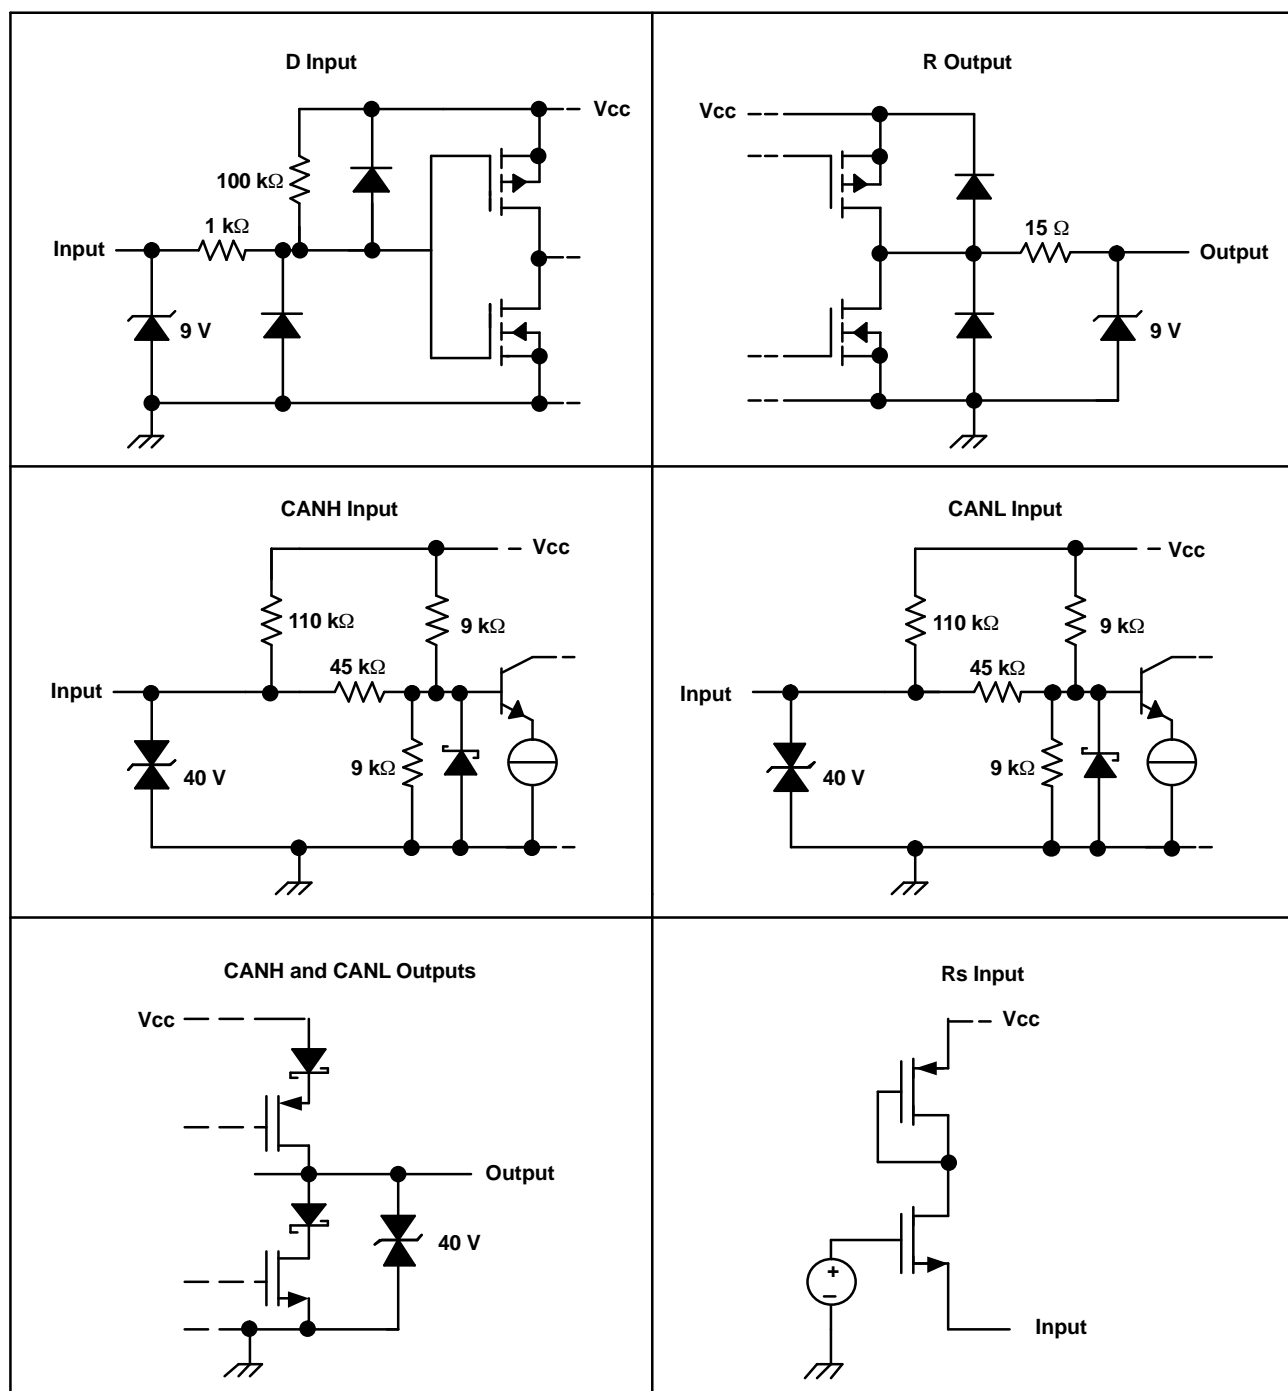 D Input
Vcc
100 kΩ
1 kΩ
Input
9 V
R Output
Vcc
15 Ω
Output
9 V
CANH Input
Vcc
110 kΩ
9 kΩ
45 kΩ
Input
9 kΩ
40 V
CANL Input
Vcc
110 kΩ
9 kΩ
45 kΩ
Input
9 kΩ
40 V
CANH and CANL Outputs
Vcc
Output
40 V
Rs Input
Vcc
+
−
Input